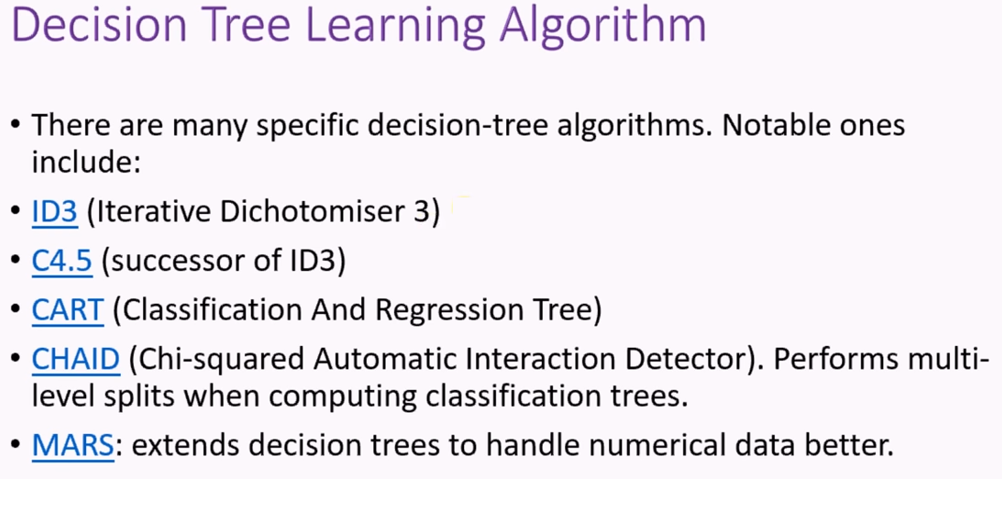 Decision Tree Learning Algorithm
• There are many specific decision-tree algorithms. Notable ones
include:
• ID3 (Iterative Dichotomiser 3)
• C4.5 (successor of ID3)
• CART (Classification And Regression Tree)
• CHAID (Chi-squared Automatic Interaction Detector). Performs multi-
level splits when computing classification trees.
• MARS: extends decision trees to handle numerical data better.